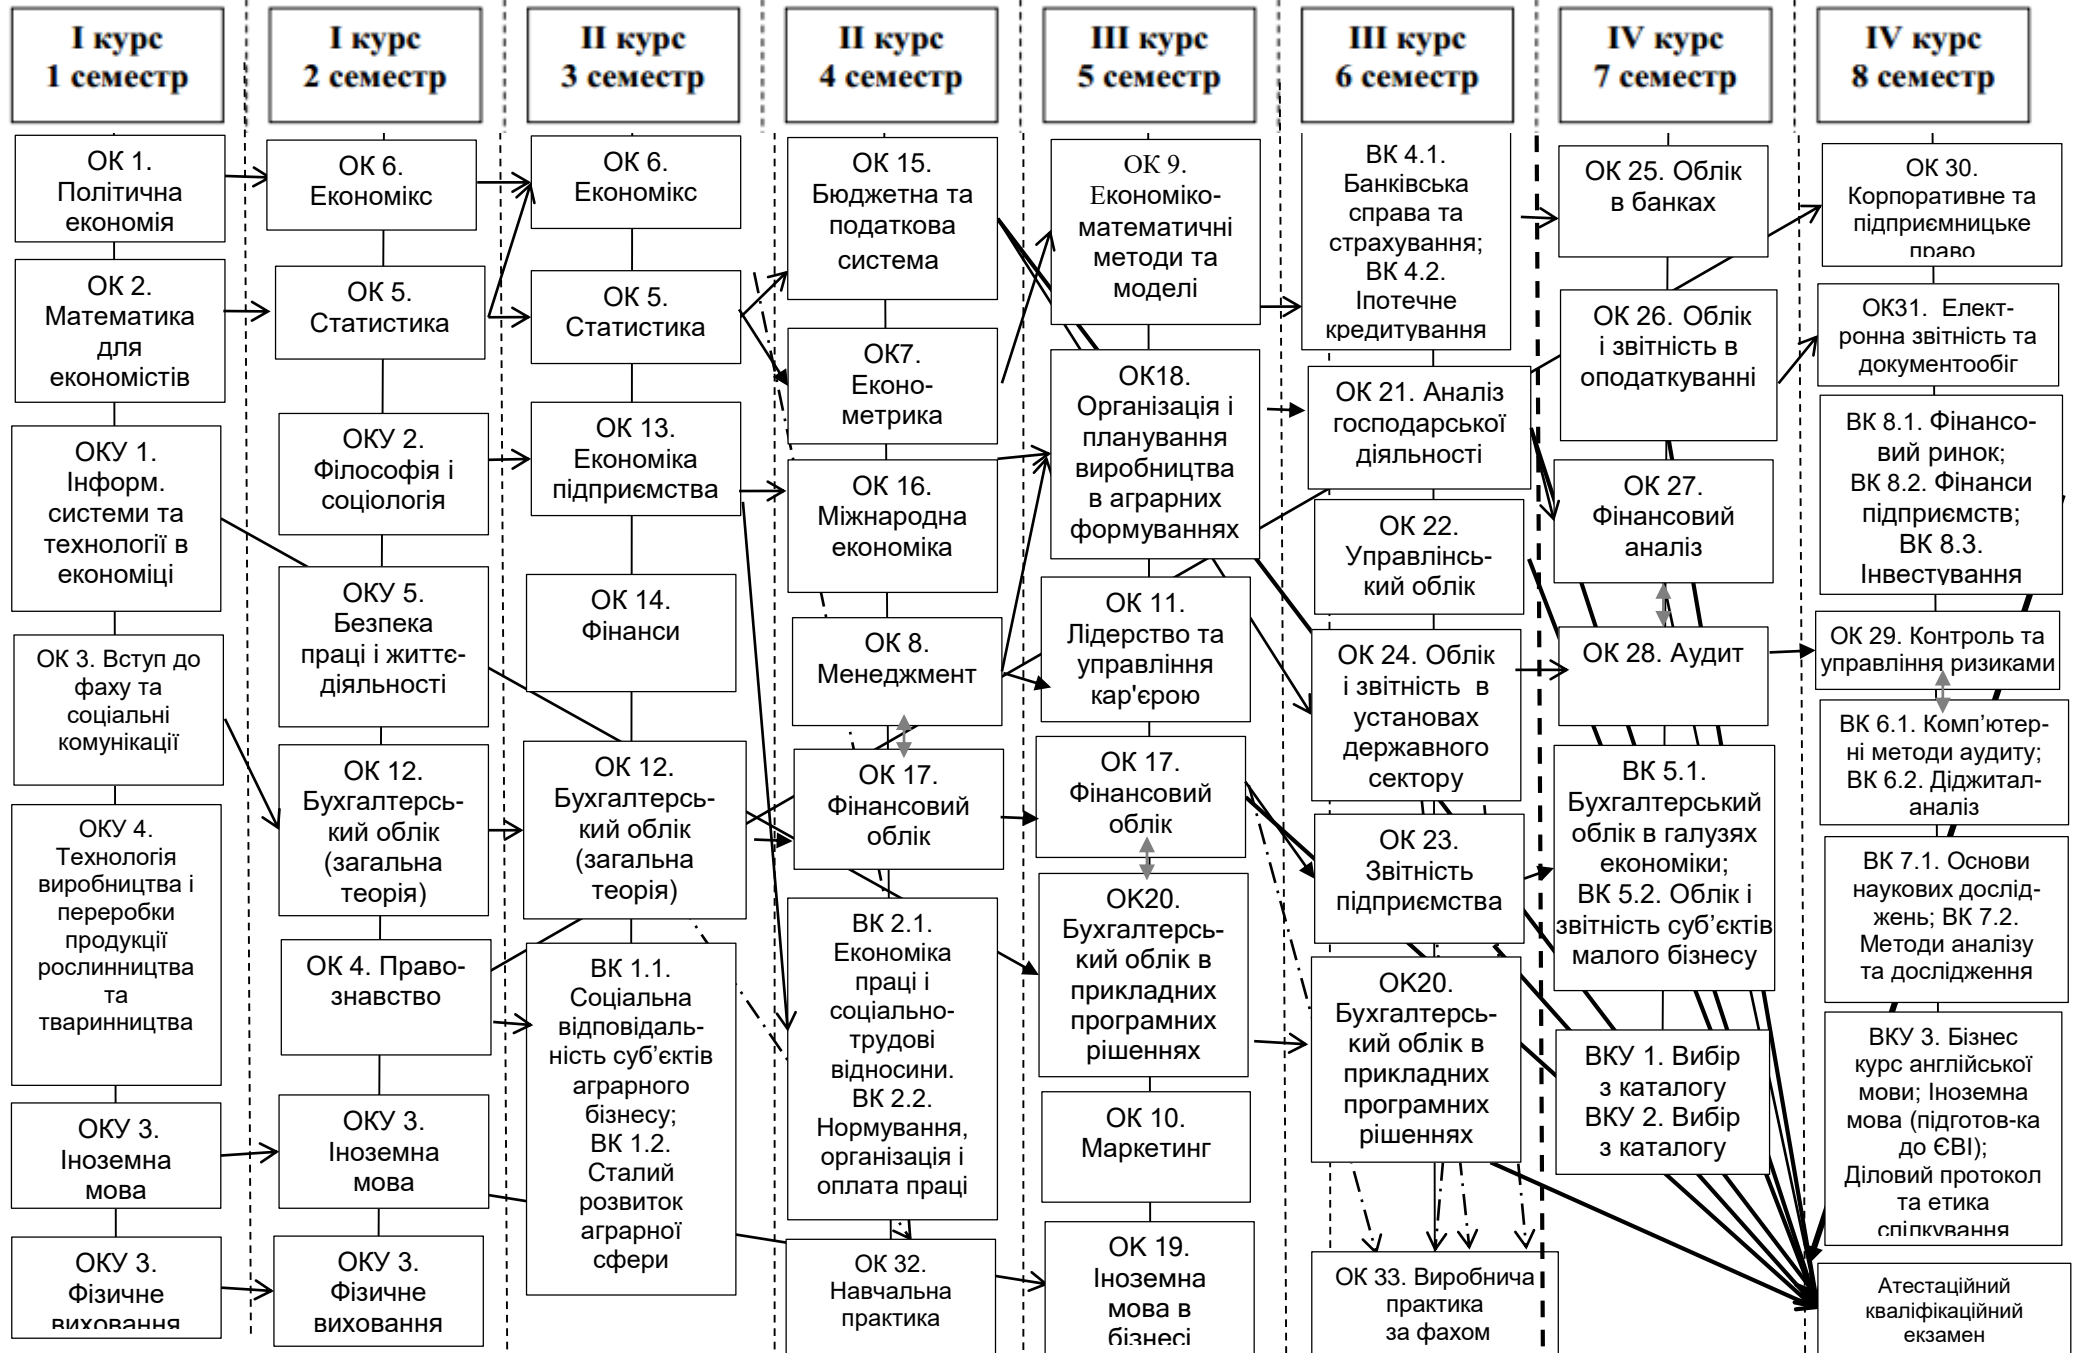 І курс
1 семестр
І курс
2 семестр
ІІ курс
3 семестр
ІІ курс
4 семестр
ІІІ курс
5 семестр
ІІІ курс
6 семестр
IV курс
7 семестр
IV курс
8 семестр
ОК 1.
Політична
економія
ОК 2.
Математика
для
економістів
ОКУ 1.
Інформ.
системи та
технології в
економіці
ОК 3. Вступ до
фаху та
соціальні
комунікації
ОКУ 4.
Технологія
виробництва і
переробки
продукції
рослинництва
та
тваринництва
ОКУ 3.
Іноземна
мова
ОКУ 3.
Фізичне
виховання
ОК 6.
Економікс
ОК 5.
Статистика
ОКУ 2.
Філософія і
соціологія
ОКУ 5.
Безпека
праці і життє-
діяльності
ОК 12.
Бухгалтерсь-
кий облік
(загальна
теорія)
ОК 4. Право-
знавство
ОКУ 3.
Іноземна
мова
ОКУ 3.
Фізичне
виховання
ОК 6.
Економікс
ОК 5.
Статистика
ОК 13.
Економіка
підприємства
ОК 14.
Фінанси
ОК 12.
Бухгалтерсь-
кий облік
(загальна
теорія)
ВК 1.1.
Соціальна
відповідаль-
ність суб’єктів
аграрного
бізнесу;
ВК 1.2.
Сталий
розвиток
аграрної
сфери
ОК 15.
Бюджетна та
податкова
система
ОК7.
Еконо-
метрика
ОК 16.
Міжнародна
економіка
ОК 8.
Менеджмент
ОК 17.
Фінансовий
облік
ВК 2.1.
Економіка
праці і
соціально-
трудові
відносини.
ВК 2.2.
Нормування,
організація і
оплата праці
ОК 32.
Навчальна
практика
ОК 9.
Економіко-
математичні
методи та
моделі
ОК18.
Організація і
планування
виробництва
в аграрних
формуваннях
ОК 11.
Лідерство та
управління
кар'єрою
ОК 17.
Фінансовий
облік
ОК20.
Бухгалтерсь-
кий облік в
прикладних
програмних
рішеннях
ОК 10.
Маркетинг
ОК 19.
Іноземна
мова в
бізнесі
ВК 4.1.
Банківська
справа та
страхування;
ВК 4.2.
Іпотечне
кредитування
ОК 21. Аналіз
господарської
діяльності
ОК 22.
Управлінсь-
кий облік
ОК 24. Облік
і звітність в
установах
державного
сектору
ОК 23.
Звітність
підприємства
ОК20.
Бухгалтерсь-
кий облік в
прикладних
програмних
рішеннях
ОК 33. Виробнича
практика
за фахом
ОК 25. Облік
в банках
ОК 26. Облік
і звітність в
оподаткуванні
ОК 27.
Фінансовий
аналіз
ОК 28. Аудит
ВК 5.1.
Бухгалтерський
облік в галузях
економіки;
ВК 5.2. Облік і
звітність суб’єктів
малого бізнесу
ВКУ 1. Вибір
з каталогу
ВКУ 2. Вибір
з каталогу
ОК 30.
Корпоративне та
підприємницьке
право
ОК31. Елект-
ронна звітність та
документообіг
ВК 8.1. Фінансо-
вий ринок;
ВК 8.2. Фінанси
підприємств;
ВК 8.3.
Інвестування
ОК 29. Контроль та
управління ризиками
ВК 6.1. Комп’ютер-
ні методи аудиту;
ВК 6.2. Діджитал-
аналіз
ВК 7.1. Основи
наукових дослід-
жень; ВК 7.2.
Методи аналізу
та дослідження
ВКУ 3. Бізнес
курс англійської
мови; Іноземна
мова (підготов-ка
до ЄВІ);
Діловий протокол
та етика
спілкування
Атестаційний
кваліфікаційний
екзамен